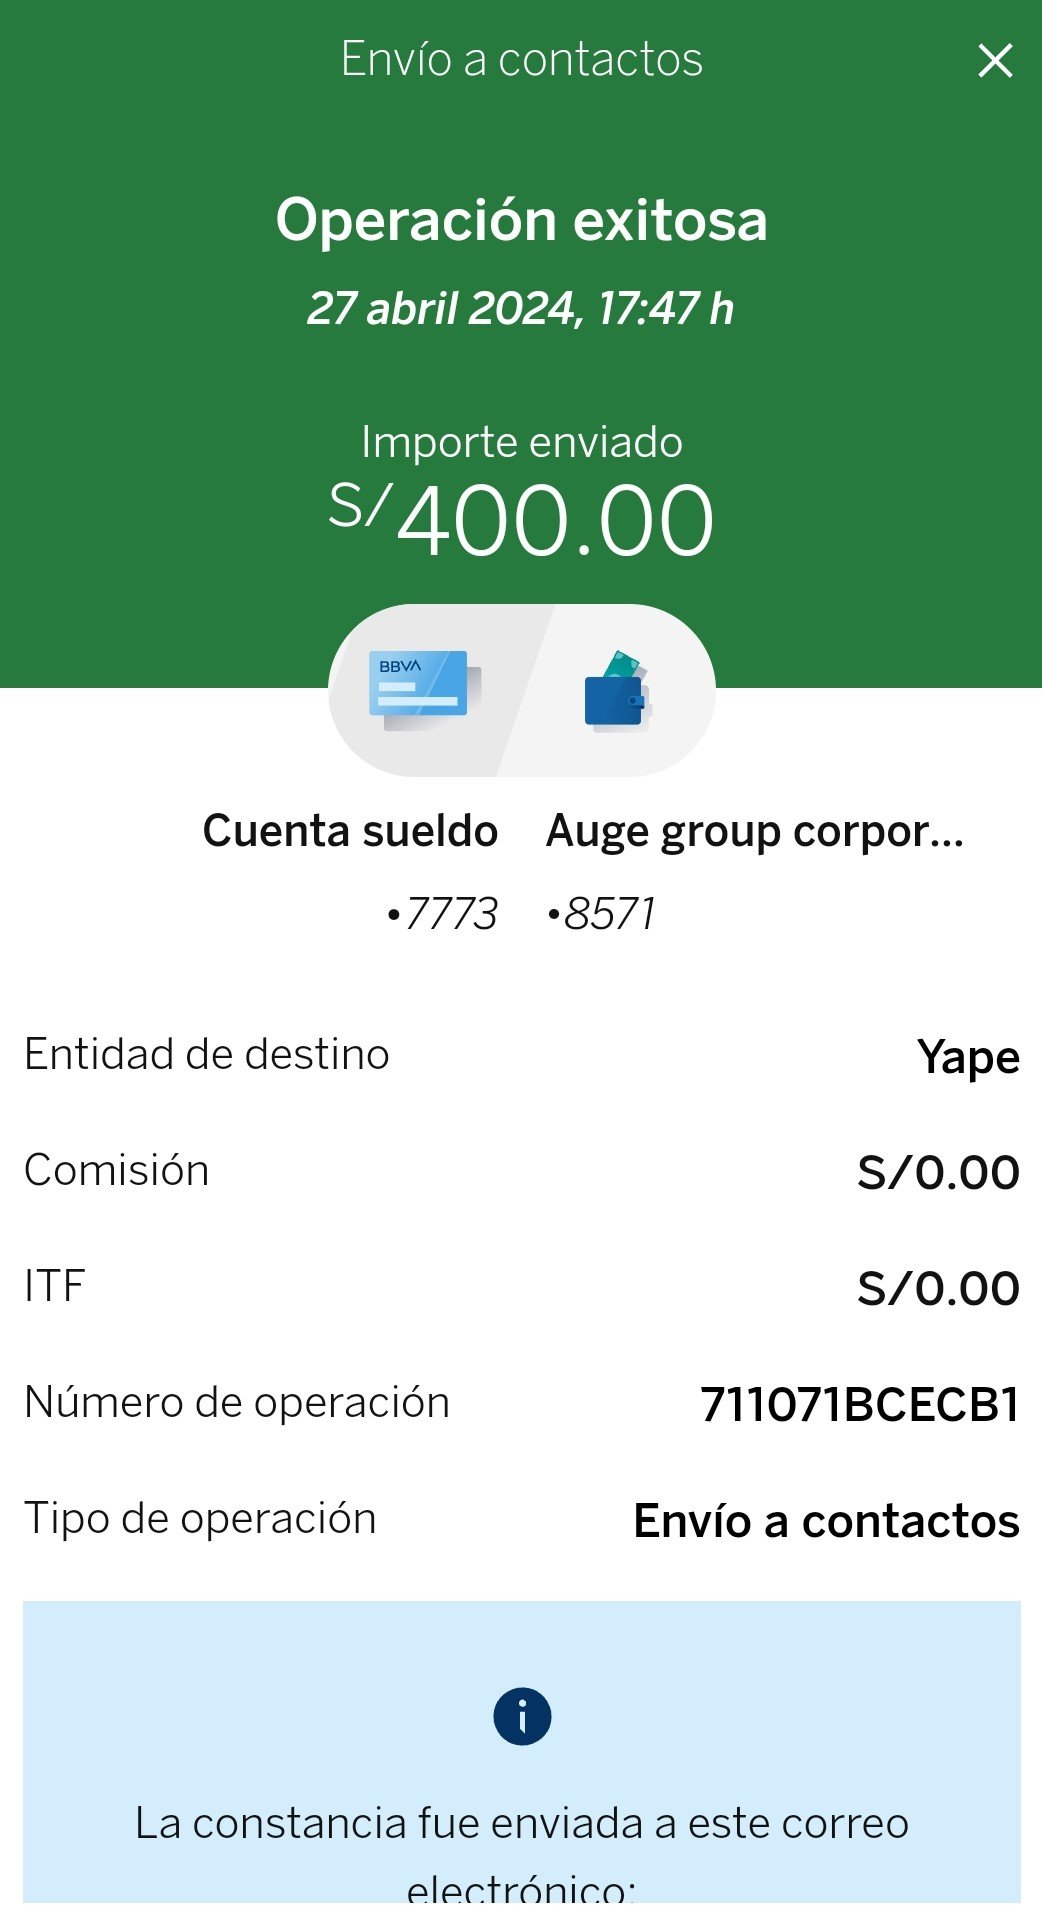 Envío a contactos
Operación exitosa
27 abril 2024, 17:47 h
Importe enviado
S/400.00
BBVA
Cuenta sueldo Auge group corpor...
•7773 •8571
Entidad de destino Yape
Comisión S/0.00
ITF S/0.00
Número de operación 711071BCECB1
Tipo de operación Envío a contactos
La constancia fue enviada a este correo
electrónico: